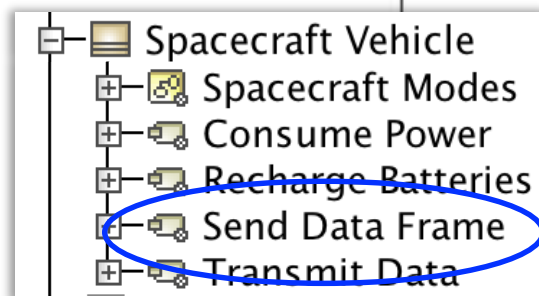 Spacecraft Vehicle
Spacecraft Modes
Consume Power
Recharge Batteries
Send Data Frame
Transmit Data